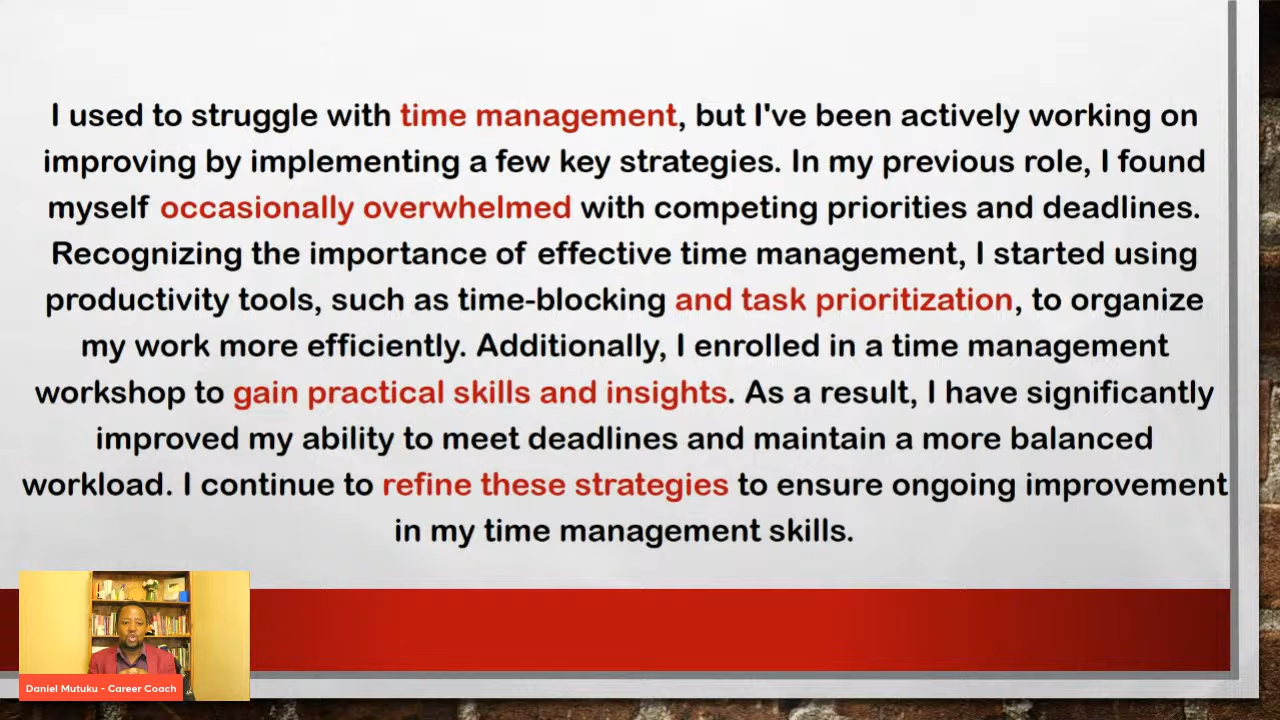 I used to struggle with time management, but I've been actively working on
improving by implementing a few key strategies. In my previous role, I found
myself occasionally overwhelmed with competing priorities and deadlines.
Recognizing the importance of effective time management, I started using
productivity tools, such as time-blocking and task prioritization, to organize
my work more efficiently. Additionally, I enrolled in a time management
workshop to gain practical skills and insights. As a result, I have significantly
improved my ability to meet deadlines and maintain a more balanced
workload. I continue to refine these strategies to ensure ongoing improvement
in my time management skills.
Daniel Mutuku - Career Coach